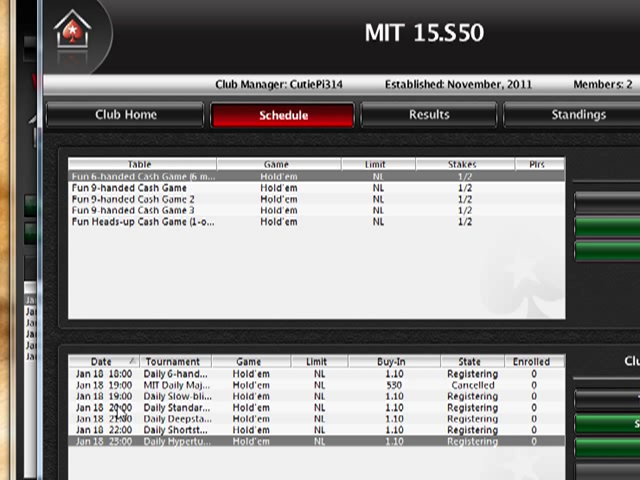 MIT 15.S50
Club Manager: CutiePi314 Established: November, 2011 Members: 2
Club Home Schedule Results Standings
Table Game Limit Stakes Plrs
Fun 6-handed Cash Game (6 m... Hold'em NL 1/2
Fun 9-handed Cash Game Hold'em NL 1/2
Fun 9-handed Cash Game 2 Hold'em NL 1/2
Fun 9-handed Cash Game 3 Hold'em NL 1/2
Fun Heads-up Cash Game (1-o... Hold'em NL 1/2
Date Tournament Game Limit Buy-In State Enrolled
Jan 18 18:00 Daily 6-hand... Hold'em NL 1.10 Registering 0
Jan 18 19:00 MIT Daily Maj... Hold'em NL 530 Cancelled 0
Jan 18 19:00 Daily Slow-bli... Hold'em NL 1.10 Registering 0
Jan 18 20:00 Daily Standar... Hold'em NL 1.10 Registering 0
Jan 18 Daily Deepsta... Hold'em NL 1.10 Registering 0
Jan 18 22:00 Daily Shortst... Hold'em NL 1.10 Registering 0
Jan 18 23:00 Daily Hypertu... Hold'em NL 1.10 Registering 0